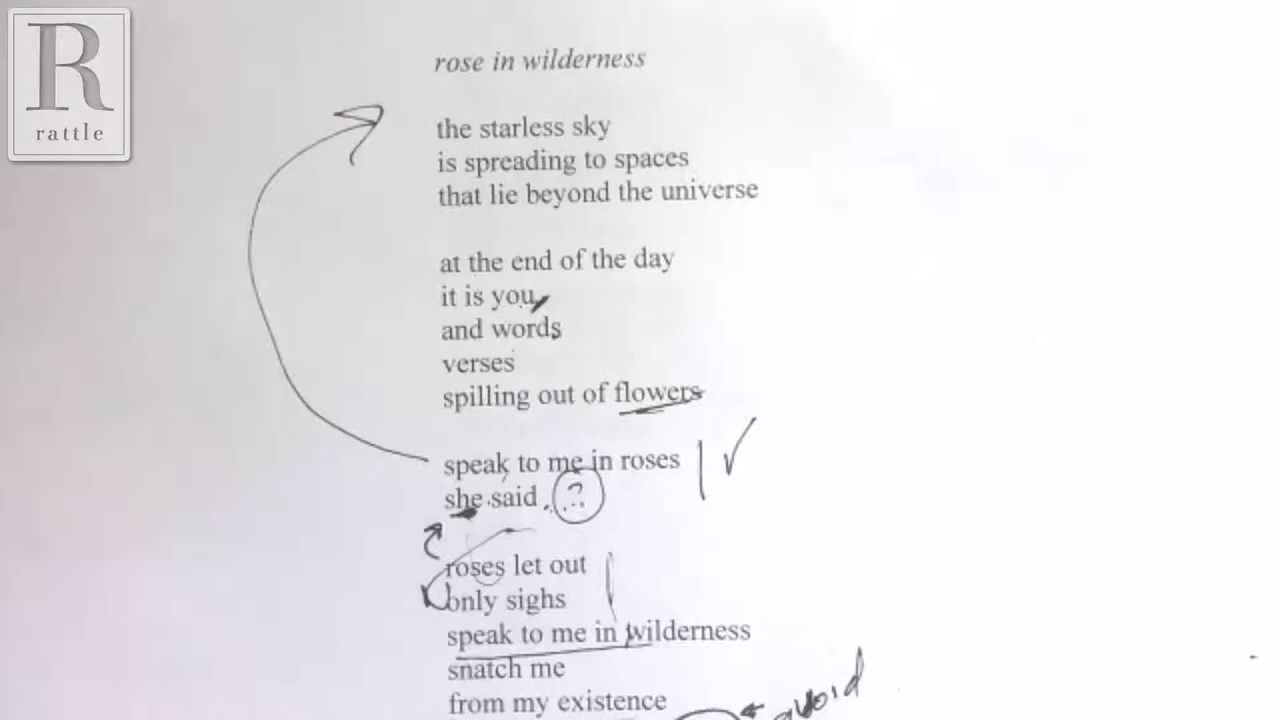 R
rattle
rose in wilderness
the starless sky
is spreading to spaces
that lie beyond the universe
at the end of the day
it is you,
and words
verses
spilling out of flowers
speak to me in roses
she said ...?
roses let out
only sighs
speak to me in wilderness
snatch me
from my existence
avoid